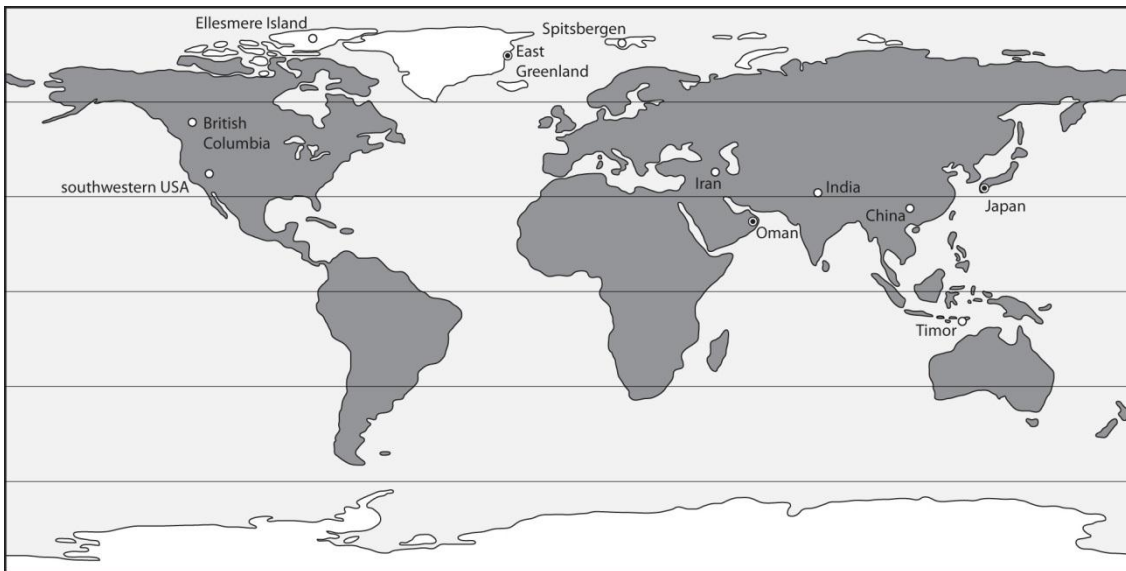 Ellesmere Island
Spitsbergen
East
Greenland
British
Columbia
southwestern USA
Iran
India
China
Japan
Oman
Timor